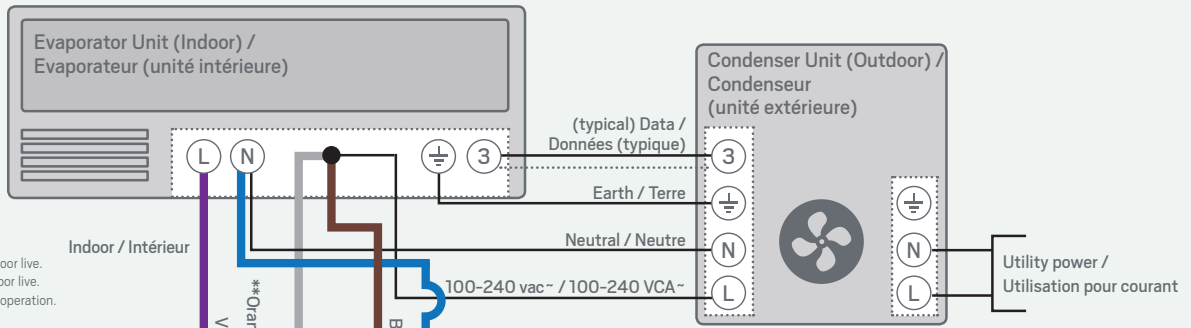 Evaporator Unit (Indoor) /
Evaporateur (unité intérieure)
Condenser Unit (Outdoor) /
Condenseur
(unité extérieure)
(typical) Data /
Données (typique)
L
N
3
3
Earth / Terre
Neutral / Neutre
N
N
Indoor / Intérieur
oor live.
oor live.
operation.
100-240 vac~ / 100-240 VCA~
L
L
Utility power /
Utilisation pour courant
V
**Oran
B